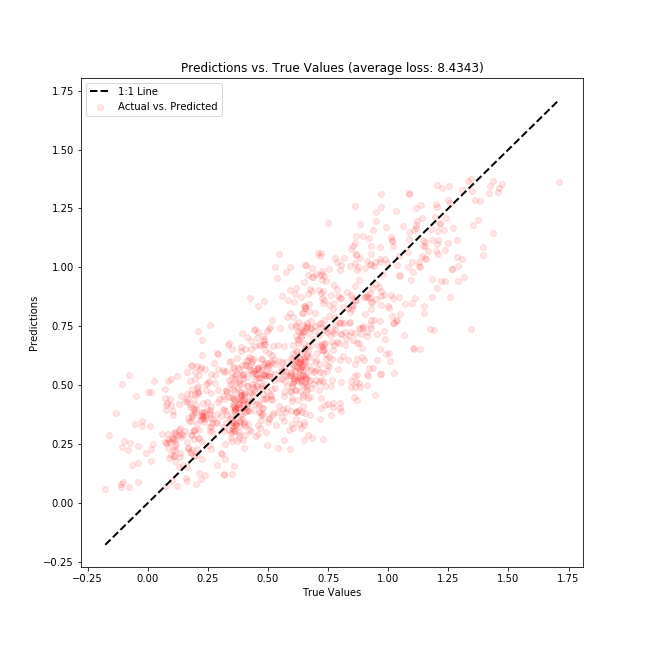 Predictions vs. True Values (average loss: 8.4343)
1:1 Line
Actual vs. Predicted
1.75
1.50
1.25
1.00
0.75
0.50
0.25
0.00
−0.25
Predictions
−0.25 0.00 0.25 0.50 0.75 1.00 1.25 1.50 1.75
True Values